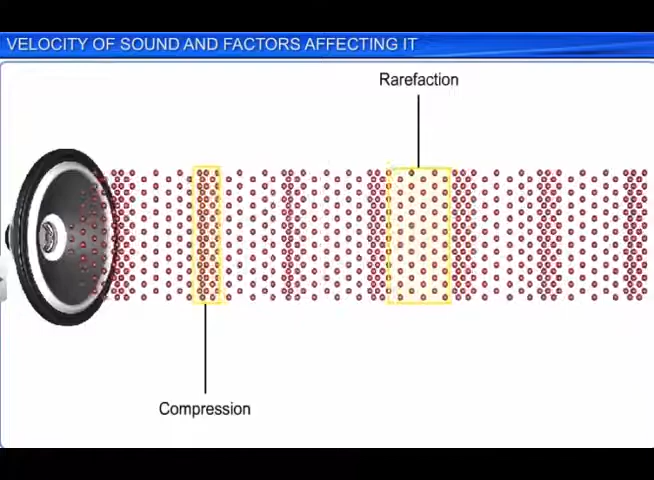 VELOCITY OF SOUND AND FACTORS AFFECTING IT
Rarefaction
Compression